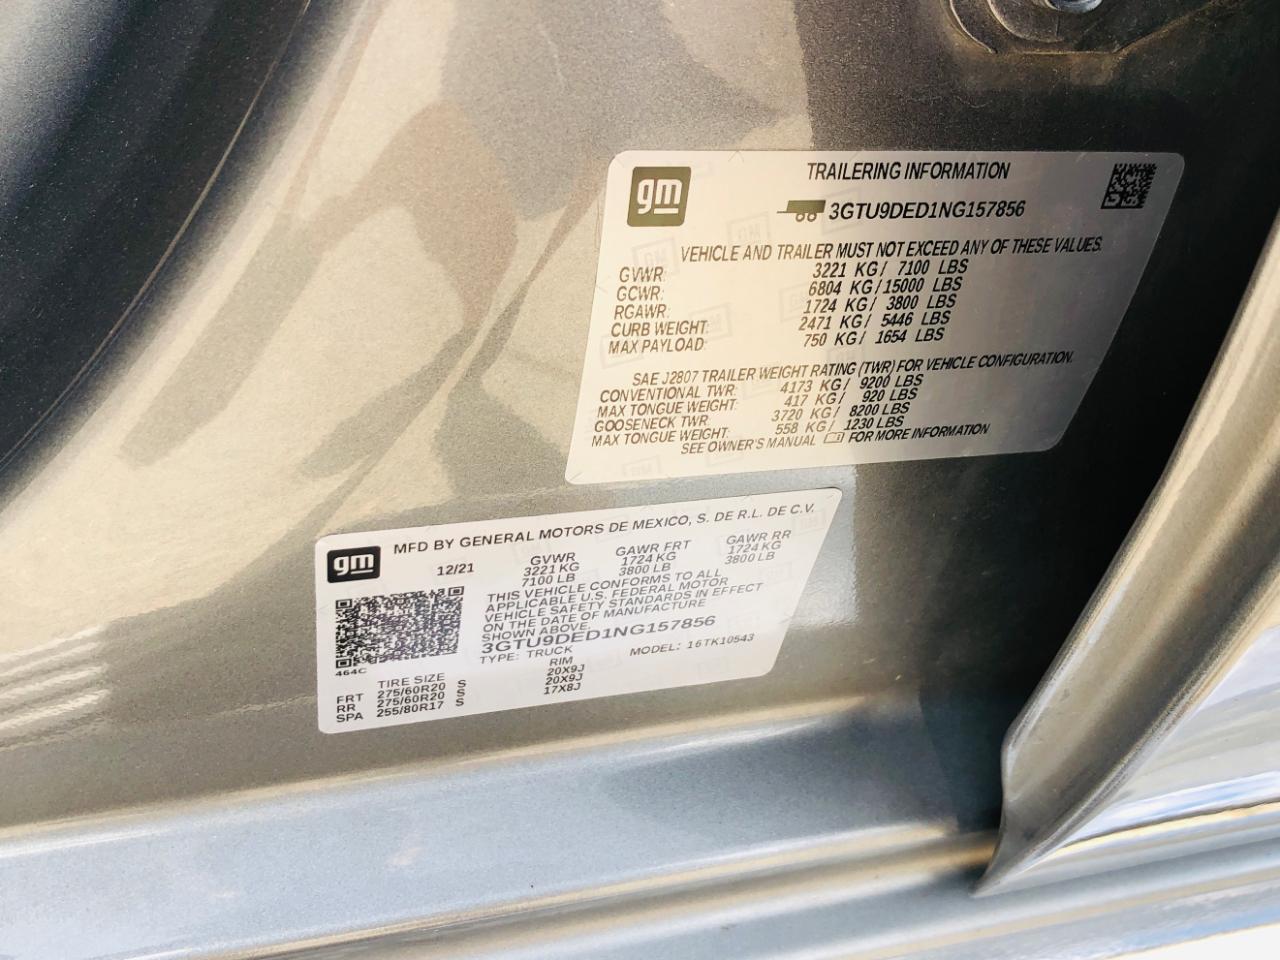 gm
TRAILERING INFORMATION
3GTU9DED1NG157856
VEHICLE AND TRAILER MUST NOT EXCEED ANY OF THESE VALUES.
GVWR: 3221 KG/ 7100 LBS
GCWR: 6804 KG/15000 LBS
RGAWR: 1724 KG/ 3800 LBS
CURB WEIGHT: 2471 KG/ 5446 LBS
MAX PAYLOAD: 750 KG/ 1654 LBS
SAE J2807 TRAILER WEIGHT RATING (TWR) FOR VEHICLE CONFIGURATION.
CONVENTIONAL TWR: 4173 KG/ 9200 LBS
MAX TONGUE WEIGHT: 417 KG/ 920 LBS
GOOSENECK TWR: 3720 KG/ 8200 LBS
MAX TONGUE WEIGHT: 558 KG/ 1230 LBS
SEE OWNER'S MANUAL FOR MORE INFORMATION
gm
MFD BY GENERAL MOTORS DE MEXICO, S. DE R.L. DE C.V.
12/21 GVWR GAWR FRT GAWR RR
3221 KG 1724 KG 1724 KG
7100 LB 3800 LB 3800 LB
THIS VEHICLE CONFORMS TO ALL
APPLICABLE U.S. FEDERAL MOTOR
VEHICLE SAFETY STANDARDS IN EFFECT
ON THE DATE OF MANUFACTURE
SHOWN ABOVE.
3GTU9DED1NG157856
TYPE: TRUCK MODEL: 16TK10543
464C
TIRE SIZE RIM
FRT 275/60R20 S 20X9J
RR 275/60R20 S 20X9J
SPA 255/80R17 S 17X8J